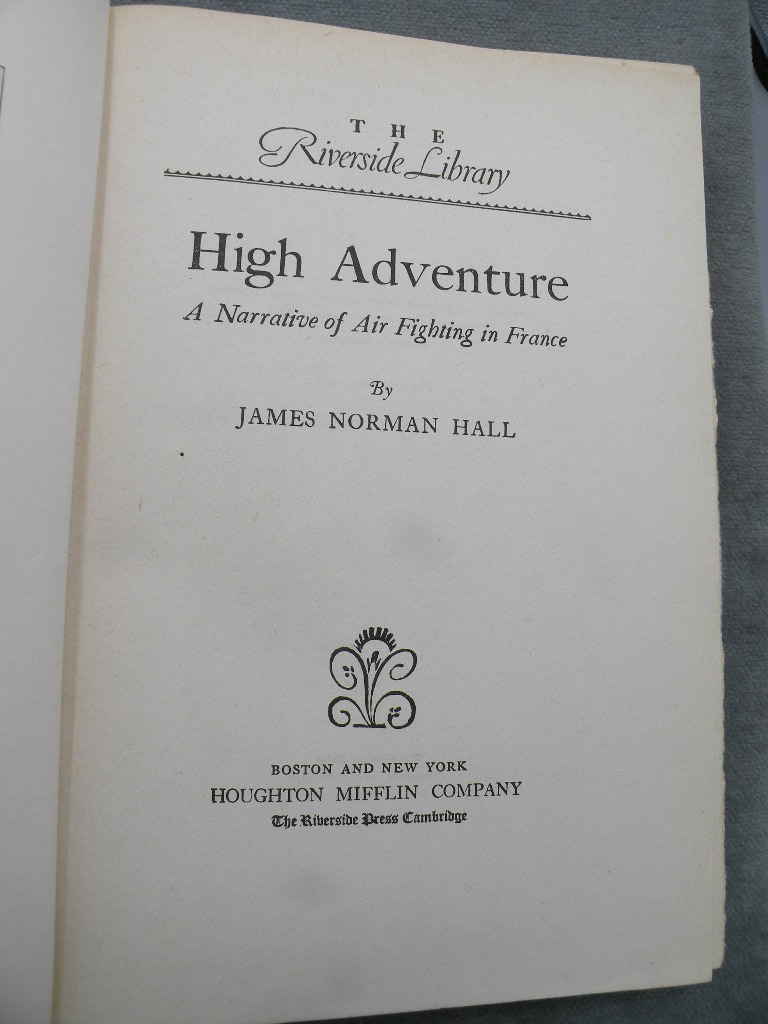 THE
Riverside Library
High Adventure
A Narrative of Air Fighting in France
By
JAMES NORMAN HALL
BOSTON AND NEW YORK
HOUGHTON MIFFLIN COMPANY
The Riverside Press Cambridge